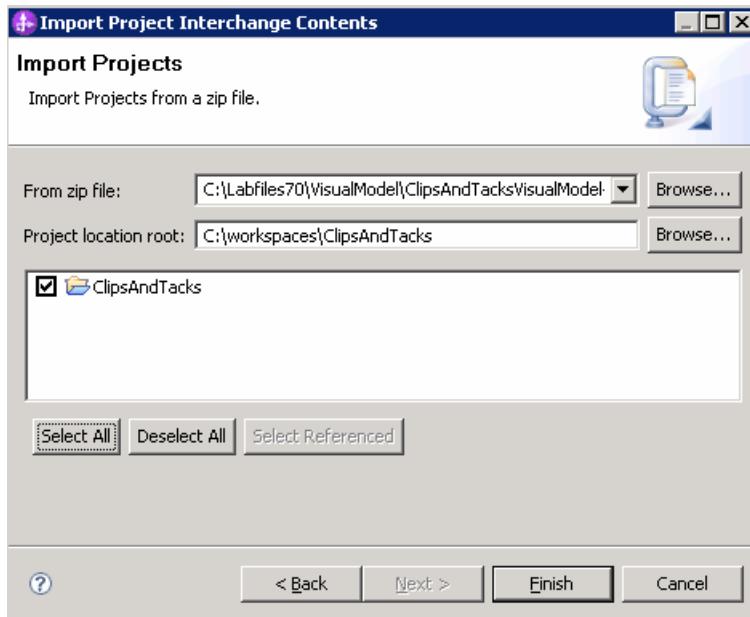 Import Project Interchange Contents
Import Projects
Import Projects from a zip file.
From zip file: C:\Labfiles70\VisualModel\ClipsAndTacksVisualModel- Browse...
Project location root: C:\workspaces\ClipsAndTacks Browse...
ClipsAndTacks
Select All Deselect All Select Referenced
? < Back Next > Finish Cancel